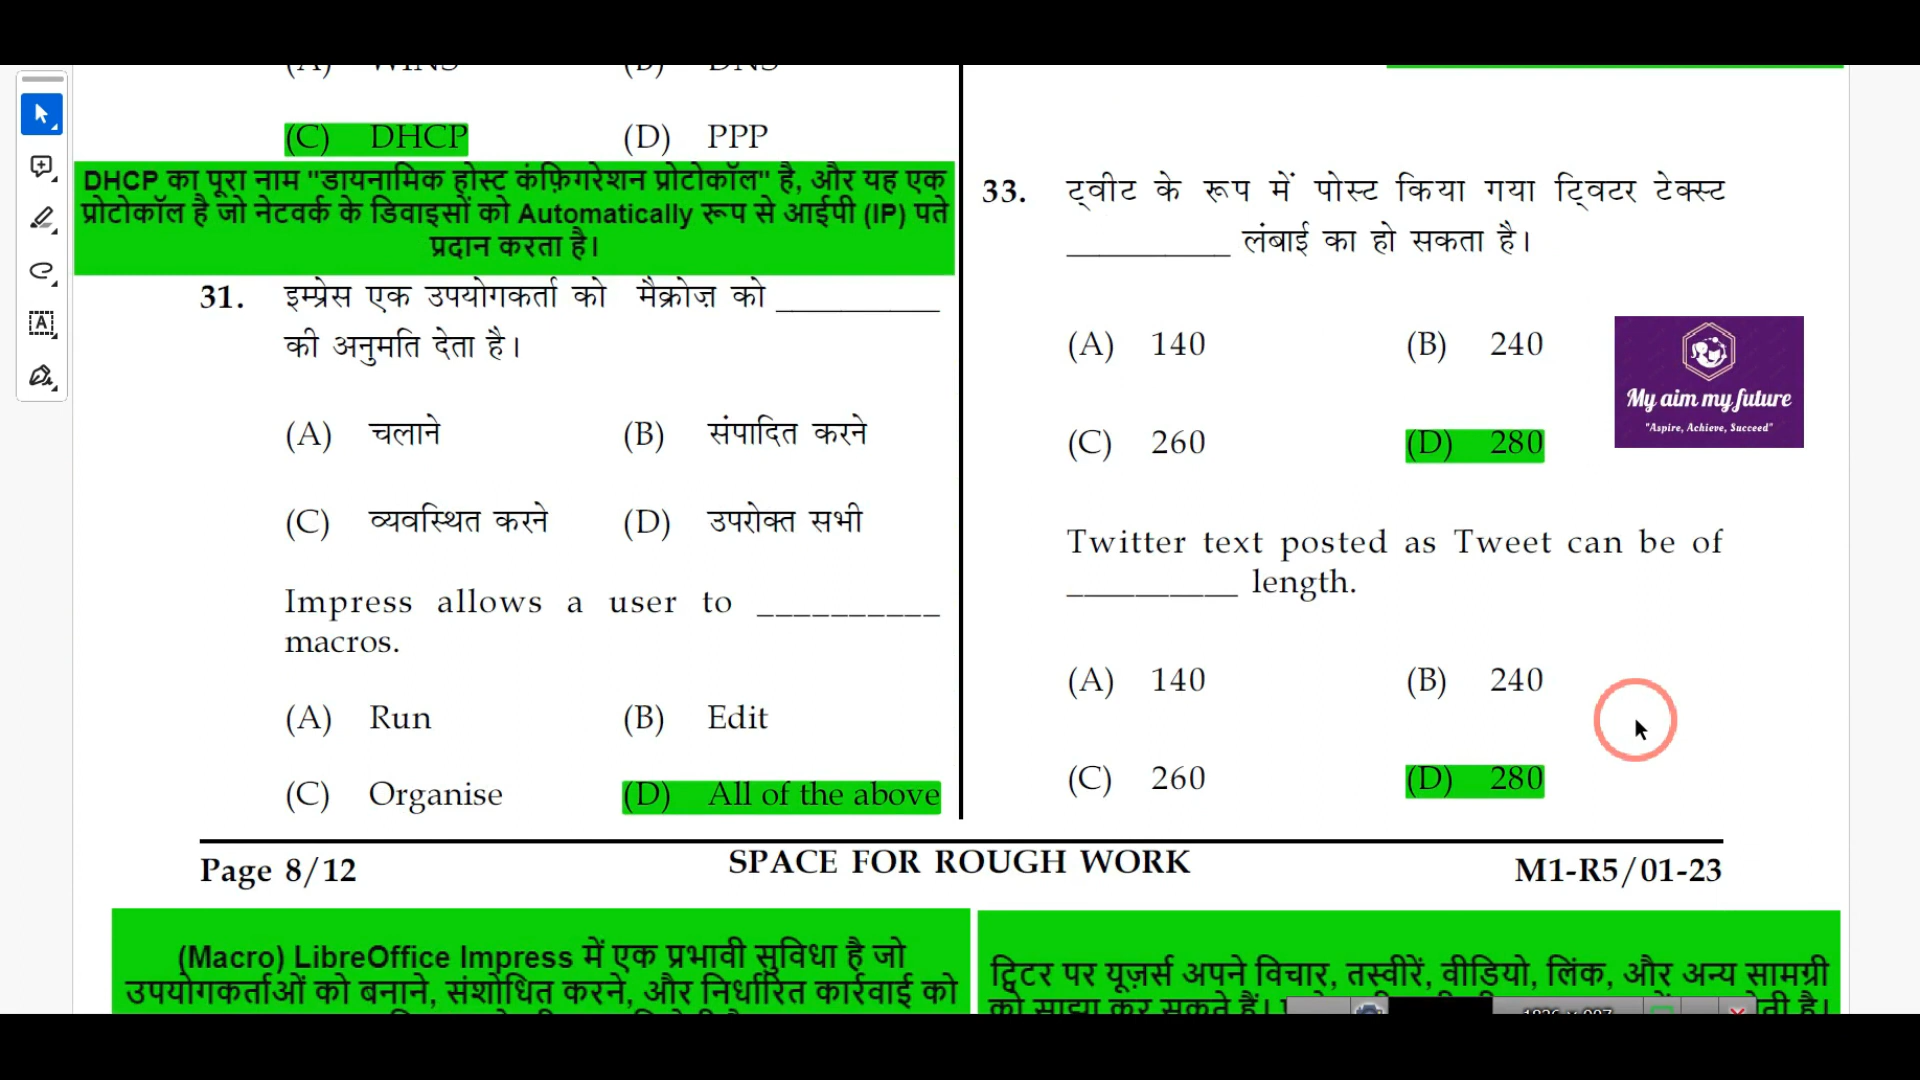 (A) WINS (B) DNS
(C) DHCP (D) PPP
DHCP का पूरा नाम "डायनामिक होस्ट कंफ़िगरेशन प्रोटोकॉल" है, और यह एक
प्रोटोकॉल है जो नेटवर्क के डिवाइसों को Automatically रूप से आईपी (IP) पते
प्रदान करता है।
31. इम्प्रेस एक उपयोगकर्ता को मैक्रोज़ को __________
की अनुमति देता है।
(A) चलाने (B) संपादित करने
(C) व्यवस्थित करने (D) उपरोक्त सभी
Impress allows a user to __________
macros.
(A) Run (B) Edit
(C) Organise (D) All of the above
33. ट्वीट के रूप में पोस्ट किया गया ट्विटर टेक्स्ट
__________ लंबाई का हो सकता है।
(A) 140 (B) 240
(C) 260 (D) 280
My aim my future
"Aspire, Achieve, Succeed"
Twitter text posted as Tweet can be of
__________ length.
(A) 140 (B) 240
(C) 260 (D) 280
Page 8/12 SPACE FOR ROUGH WORK M1-R5/01-23
(Macro) LibreOffice Impress में एक प्रभावी सुविधा है जो
उपयोगकर्ताओं को बनाने, संशोधित करने, और निर्धारित कार्रवाई को
ट्विटर पर यूज़र्स अपने विचार, तस्वीरें, वीडियो, लिंक, और अन्य सामग्री
को साझा कर सकते हैं।